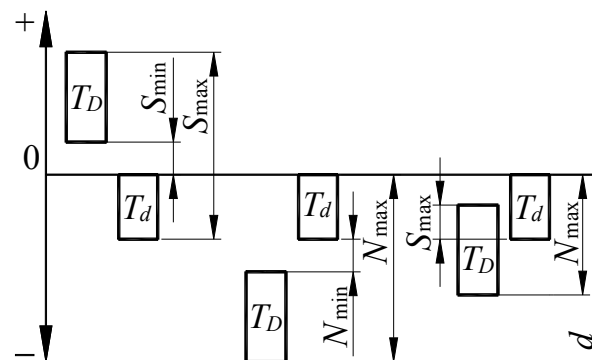 +
T_D
S_min
S_max
0
T_d
T_d
N_max
S_max
T_d
N_max
T_D
T_D
N_min
d
−